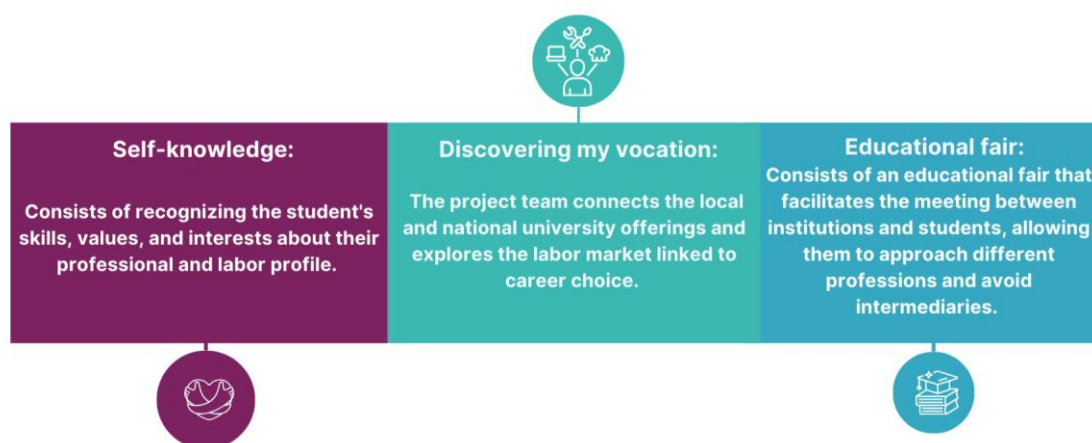 Self-knowledge:
Consists of recognizing the student's
skills, values, and interests about their
professional and labor profile.
Discovering my vocation:
The project team connects the local
and national university offerings and
explores the labor market linked to
career choice.
Educational fair:
Consists of an educational fair that
facilitates the meeting between
institutions and students, allowing
them to approach different
professions and avoid
intermediaries.